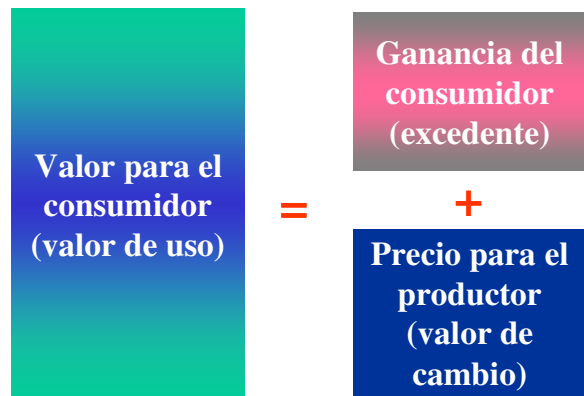 Valor para el
consumidor
(valor de uso)
=
Ganancia del
consumidor
(excedente)
+
Precio para el
productor
(valor de
cambio)